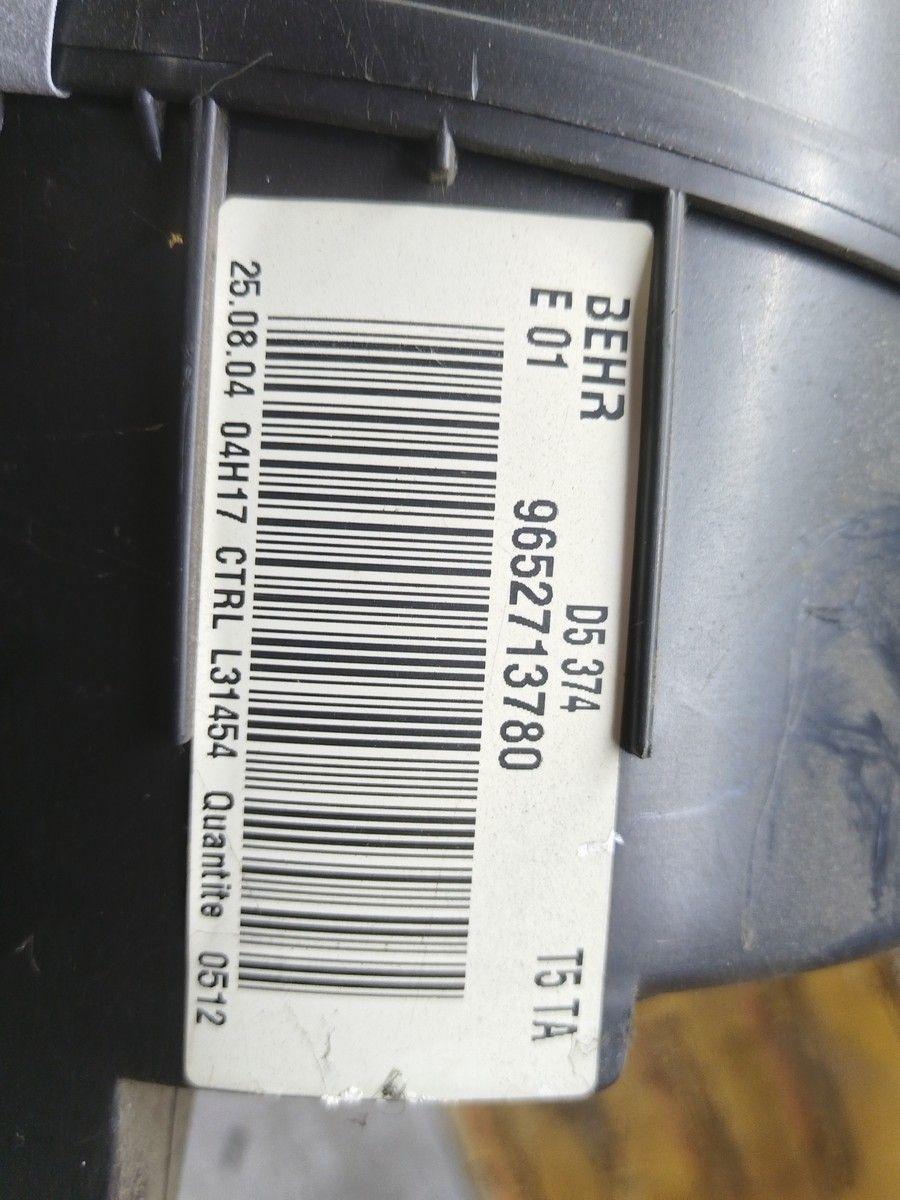 BEHR
D5 374
T5 TA
E 01
9652713780
25.08.04 04H17 CTRL L31454 Quantite 0512